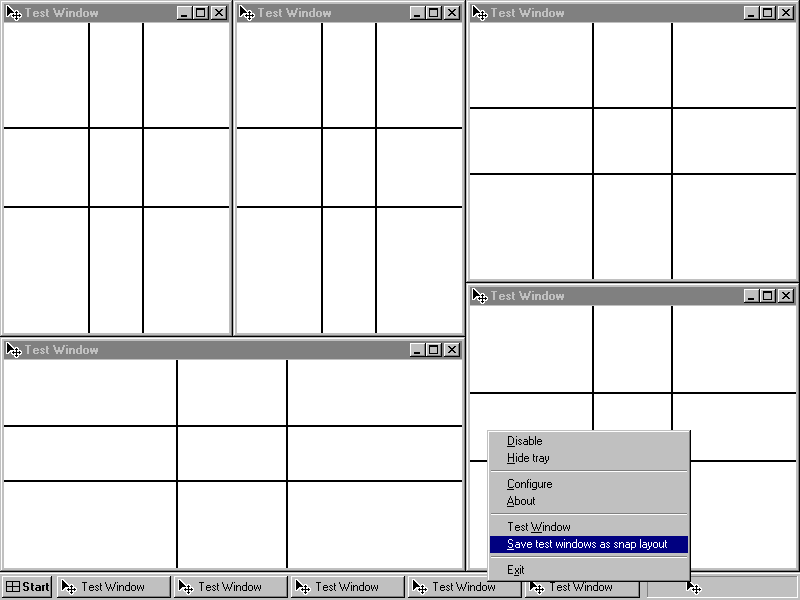 Test Window
Test Window
Test Window
Test Window
Test Window
Disable
Hide tray
Configure
About
Test Window
Save test windows as snap layout
Exit
Start
Test Window
Test Window
Test Window
Test Window
Test Window